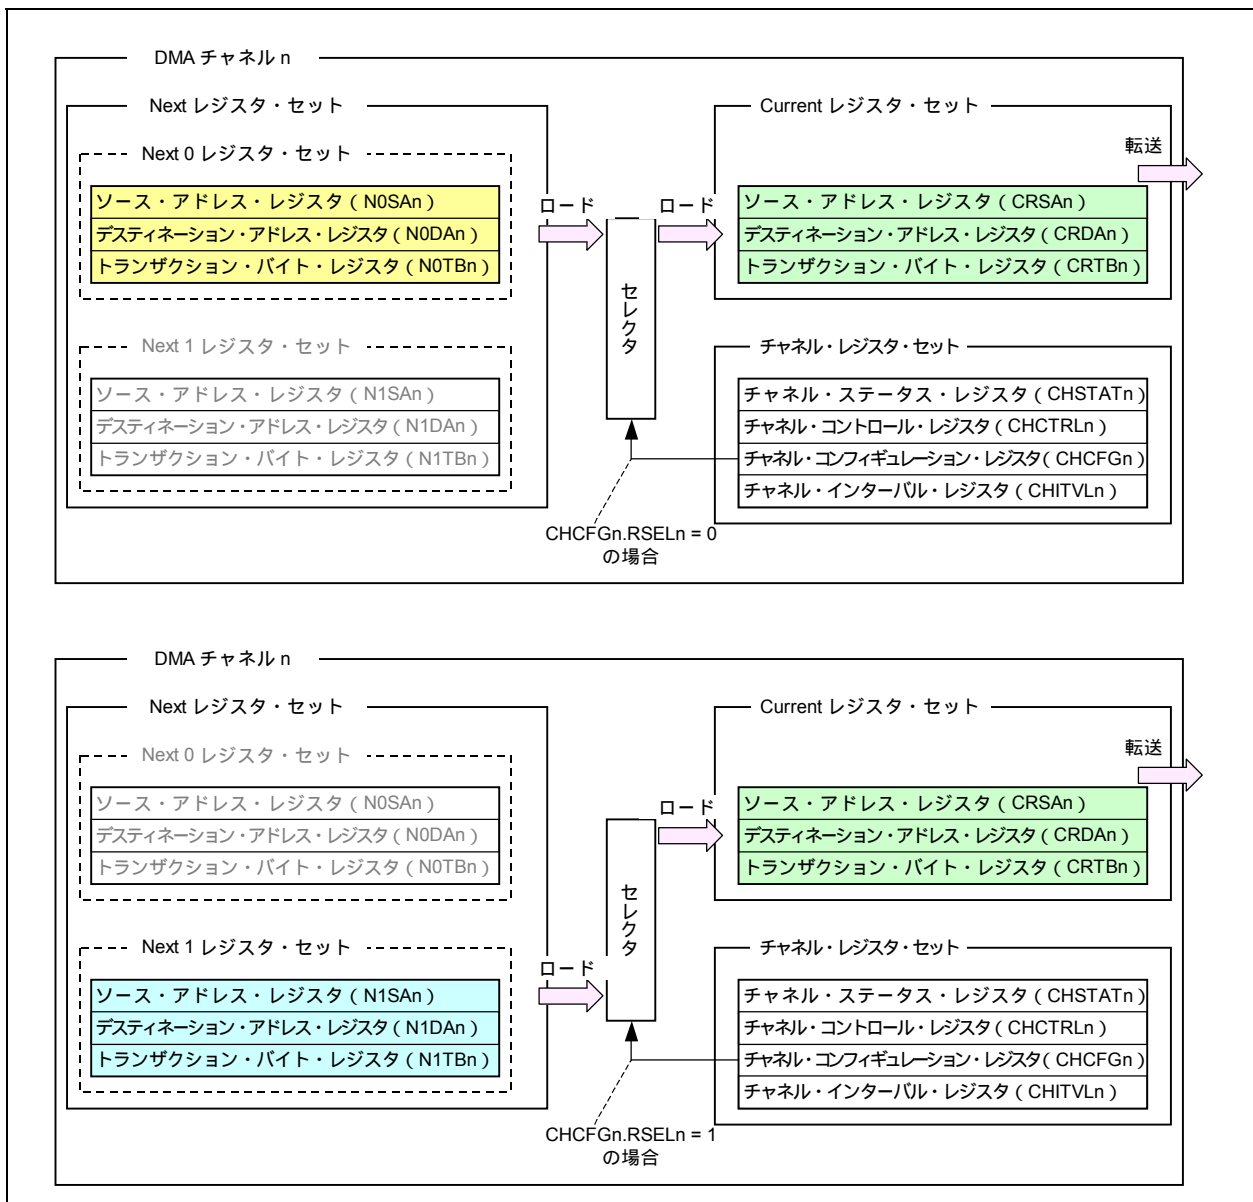 DMA チャネル n
Next レジスタ・セット
Next 0 レジスタ・セット
ソース・アドレス・レジスタ ( N0SAn )
デスティネーション・アドレス・レジスタ ( N0DAn )
トランザクション・バイト・レジスタ ( N0TBn )
Next 1 レジスタ・セット
ソース・アドレス・レジスタ ( N1SAn )
デスティネーション・アドレス・レジスタ ( N1DAn )
トランザクション・バイト・レジスタ ( N1TBn )
ロード
セレクタ
ロード
CHCFGn.RSELn = 0
の場合
Current レジスタ・セット
転送
ソース・アドレス・レジスタ ( CRSAn )
デスティネーション・アドレス・レジスタ ( CRDAn )
トランザクション・バイト・レジスタ ( CRTBn )
チャネル・レジスタ・セット
チャネル・ステータス・レジスタ ( CHSTATn )
チャネル・コントロール・レジスタ ( CHCTRLn )
チャネル・コンフィギュレーション・レジスタ ( CHCFGn )
チャネル・インターバル・レジスタ ( CHITVLn )
DMA チャネル n
Next レジスタ・セット
Next 0 レジスタ・セット
ソース・アドレス・レジスタ ( N0SAn )
デスティネーション・アドレス・レジスタ ( N0DAn )
トランザクション・バイト・レジスタ ( N0TBn )
Next 1 レジスタ・セット
ソース・アドレス・レジスタ ( N1SAn )
デスティネーション・アドレス・レジスタ ( N1DAn )
トランザクション・バイト・レジスタ ( N1TBn )
ロード
セレクタ
ロード
CHCFGn.RSELn = 1
の場合
Current レジスタ・セット
転送
ソース・アドレス・レジスタ ( CRSAn )
デスティネーション・アドレス・レジスタ ( CRDAn )
トランザクション・バイト・レジスタ ( CRTBn )
チャネル・レジスタ・セット
チャネル・ステータス・レジスタ ( CHSTATn )
チャネル・コントロール・レジスタ ( CHCTRLn )
チャネル・コンフィギュレーション・レジスタ ( CHCFGn )
チャネル・インターバル・レジスタ ( CHITVLn )